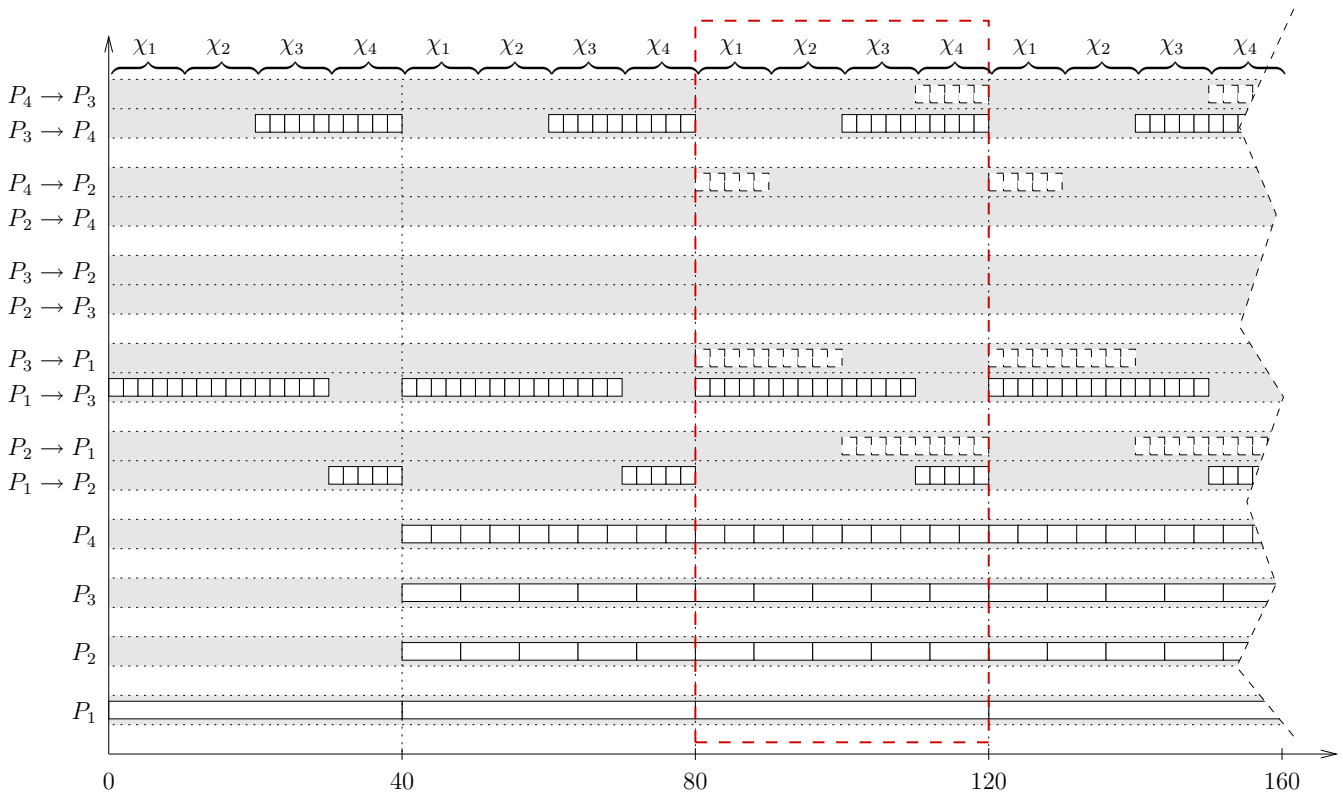 χ₁ χ₂ χ₃ χ₄ χ₁ χ₂ χ₃ χ₄ χ₁ χ₂ χ₃ χ₄ χ₁ χ₂ χ₃ χ₄
P₄ → P₃
P₃ → P₄
P₄ → P₂
P₂ → P₄
P₃ → P₂
P₂ → P₃
P₃ → P₁
P₁ → P₃
P₂ → P₁
P₁ → P₂
P₄
P₃
P₂
P₁
0 40 80 120 160